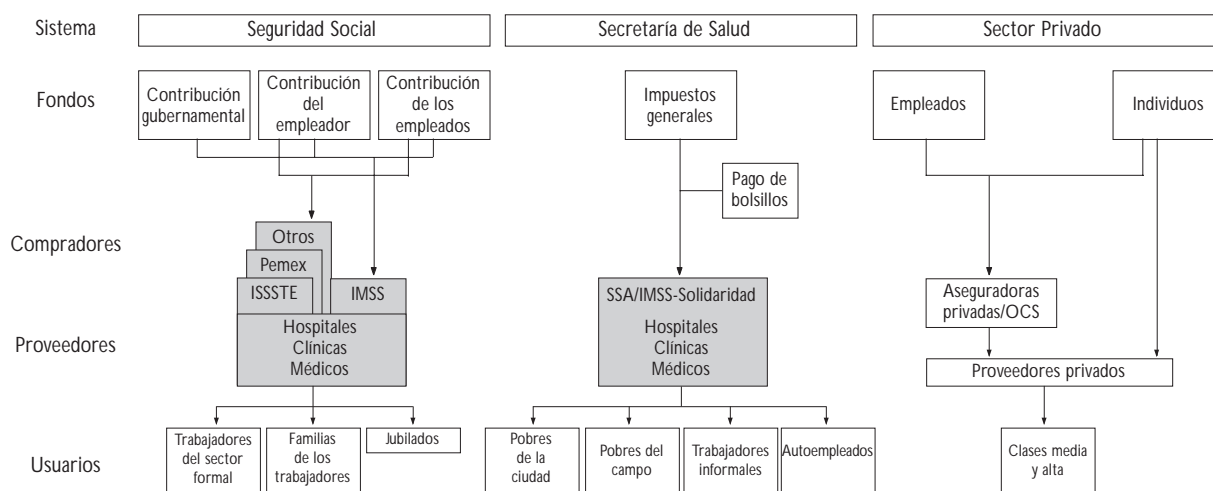 Sistema
Seguridad Social
Secretaría de Salud
Sector Privado
Fondos
Contribución
gubernamental
Contribución
del
empleador
Contribución
de los
empleados
Impuestos
generales
Empleados
Individuos
Pago de
bolsillos
Compradores
Otros
Pemex
ISSSTE
IMSS
SSA/IMSS-Solidaridad
Aseguradoras
privadas/OCS
Proveedores
Hospitales
Clínicas
Médicos
Hospitales
Clínicas
Médicos
Proveedores privados
Usuarios
Trabajadores
del sector
formal
Familias
de los
trabajadores
Jubilados
Pobres
de la
ciudad
Pobres del
campo
Trabajadores
informales
Autoempleados
Clases media
y alta